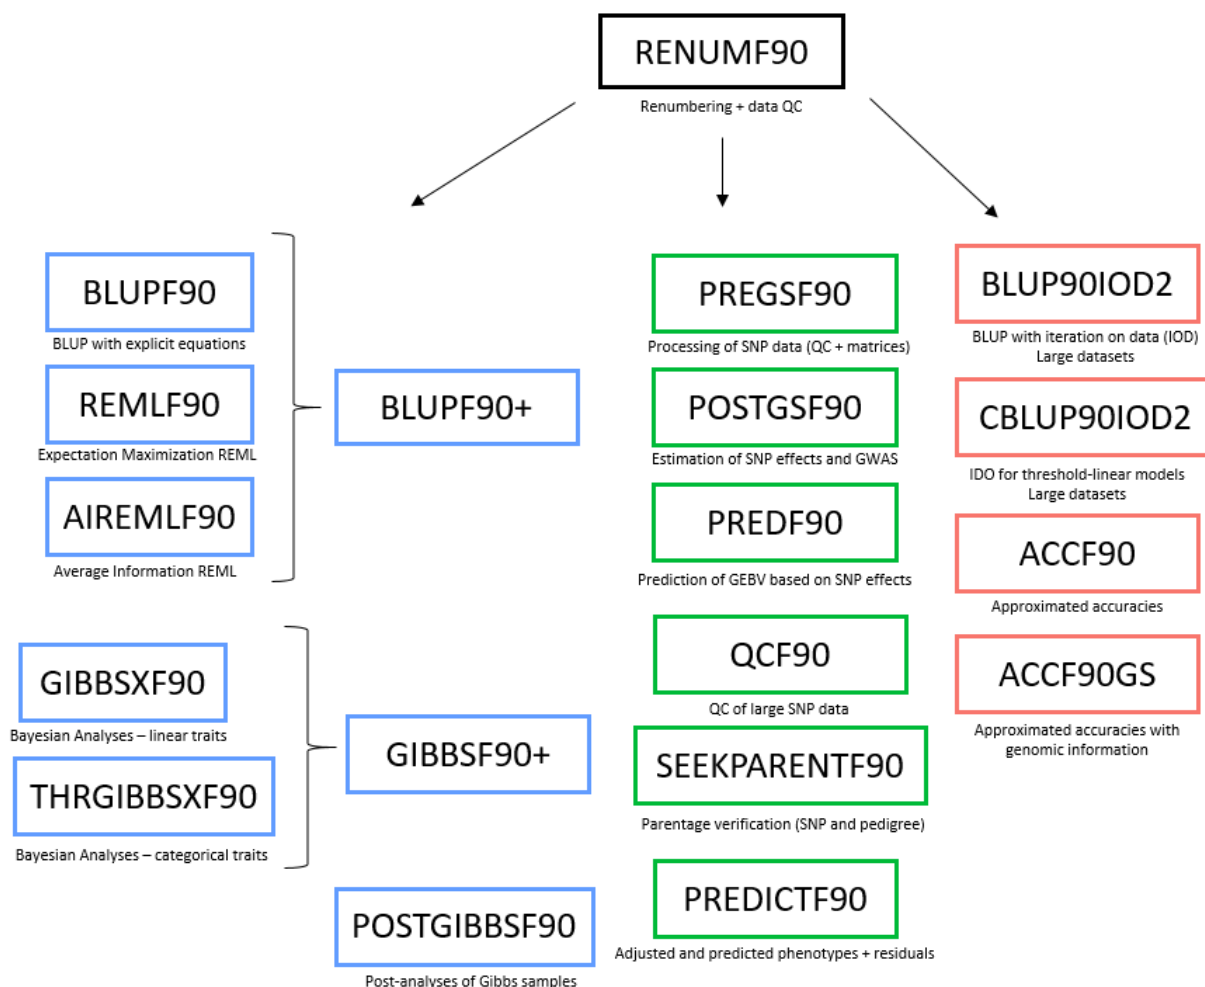 RENUMF90
Renumbering + data QC
BLUPF90
BLUP with explicit equations
REMLF90
Expectation Maximization REML
AIREMLF90
Average Information REML
BLUPF90+
GIBBSXF90
Bayesian Analyses – linear traits
THRGIBBSXF90
Bayesian Analyses – categorical traits
GIBBSF90+
POSTGIBBSF90
Post-analyses of Gibbs samples
PREGSF90
Processing of SNP data (QC + matrices)
POSTGSF90
Estimation of SNP effects and GWAS
PREDF90
Prediction of GEBV based on SNP effects
QCF90
QC of large SNP data
SEEKPARENTF90
Parentage verification (SNP and pedigree)
PREDICTF90
Adjusted and predicted phenotypes + residuals
BLUP90IOD2
BLUP with iteration on data (IOD)
Large datasets
CBLUP90IOD2
IDO for threshold-linear models
Large datasets
ACCF90
Approximated accuracies
ACCF90GS
Approximated accuracies with
genomic information